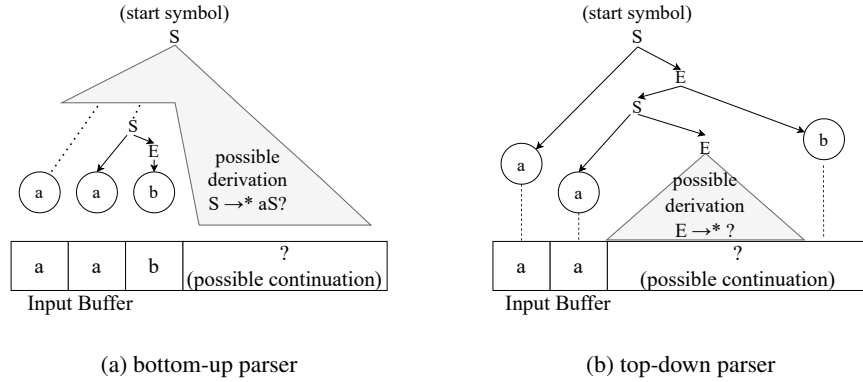 (start symbol)
S
S
E
a
a
b
possible
derivation
S →* aS?
a
a
b
?
(possible continuation)
Input Buffer
(a) bottom-up parser
(start symbol)
S
E
S
E
b
a
a
possible
derivation
E →* ?
a
a
?
(possible continuation)
Input Buffer
(b) top-down parser